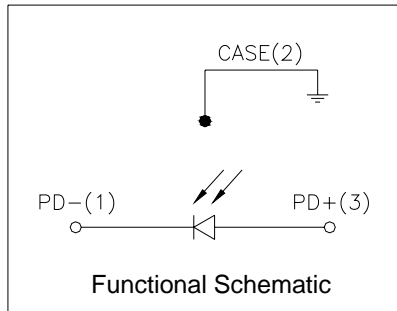 CASE(2)
PD-(1)
PD+(3)
Functional Schematic